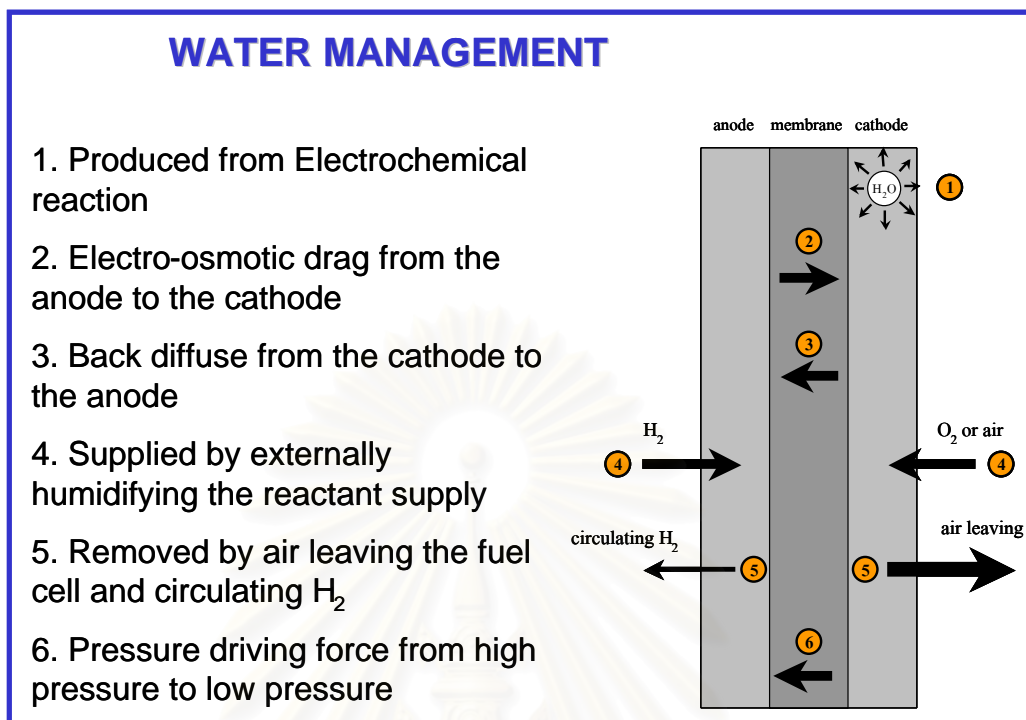 WATER MANAGEMENT
1. Produced from Electrochemical
reaction
2. Electro-osmotic drag from the
anode to the cathode
3. Back diffuse from the cathode to
the anode
4. Supplied by externally
humidifying the reactant supply
5. Removed by air leaving the fuel
cell and circulating H₂
6. Pressure driving force from high
pressure to low pressure
anode membrane cathode
H₂O
1
2
3
H₂
O₂ or air
4
4
circulating H₂
air leaving
5
5
6